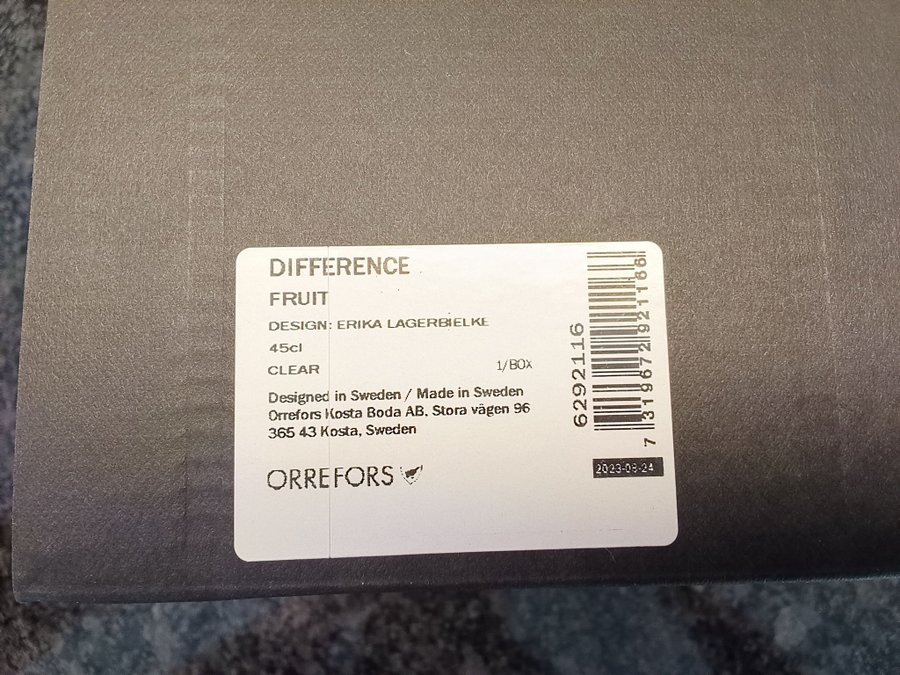 DIFFERENCE
FRUIT
DESIGN: ERIKA LAGERBIELKE
45cl
CLEAR
1/BOX
Designed in Sweden / Made in Sweden
Orrefors Kosta Boda AB. Stora vägen 96
365 43 Kosta, Sweden
ORREFORS
6292116
7 319672 921166
2023-08-24